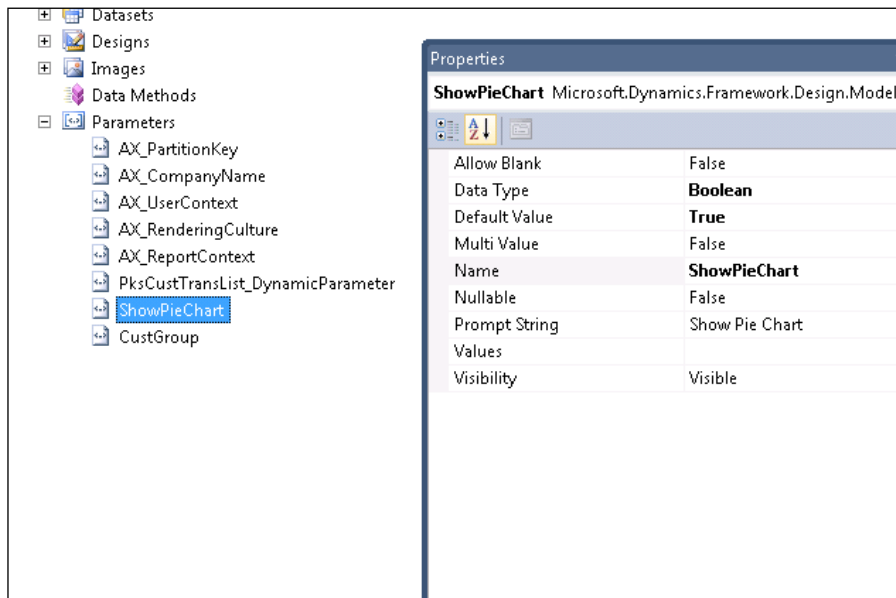 Datasets
Designs
Images
Data Methods
Parameters
AX_PartitionKey
AX_CompanyName
AX_UserContext
AX_RenderingCulture
AX_ReportContext
PksCustTransList_DynamicParameter
ShowPieChart
CustGroup
Properties
ShowPieChart Microsoft.Dynamics.Framework.Design.Model
Allow Blank False
Data Type Boolean
Default Value True
Multi Value False
Name ShowPieChart
Nullable False
Prompt String Show Pie Chart
Values
Visibility Visible